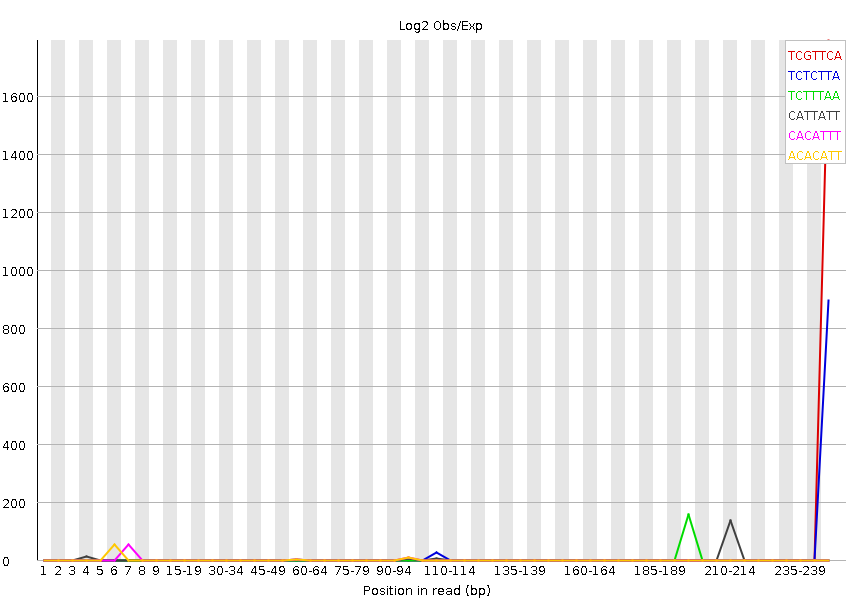 Log2 Obs/Exp
TCGTTCA
TCTCTTA
TCTTTAA
CATTATT
CACATTT
ACACATT
1600
1400
1200
1000
800
600
400
200
0
1 2 3 4 5 6 7 8 9 15-19 30-34 45-49 60-64 75-79 90-94 110-114 135-139 160-164 185-189 210-214 235-239
Position in read (bp)